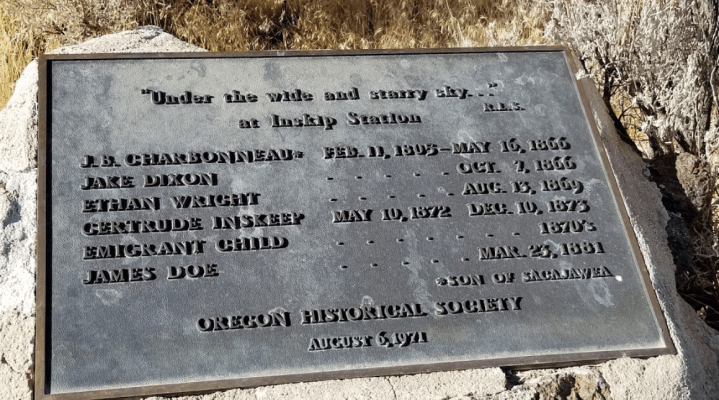 "Under the wide and starry sky..."
R.L.S.
at Inskip Station
J.B. CHARBONNEAU* FEB. 11, 1805–MAY 16, 1866
JAKE DIXON - - - - - OCT. 7, 1866
ETHAN WRIGHT - - - - - AUG. 13, 1869
GERTRUDE INSKEEP MAY 10, 1872 DEC. 10, 1873
EMIGRANT CHILD - - - - - - - 1870'S
JAMES DOE - - - - - - MAR. 25, 1881
*SON OF SACAJAWEA
OREGON HISTORICAL SOCIETY
AUGUST 6, 1971